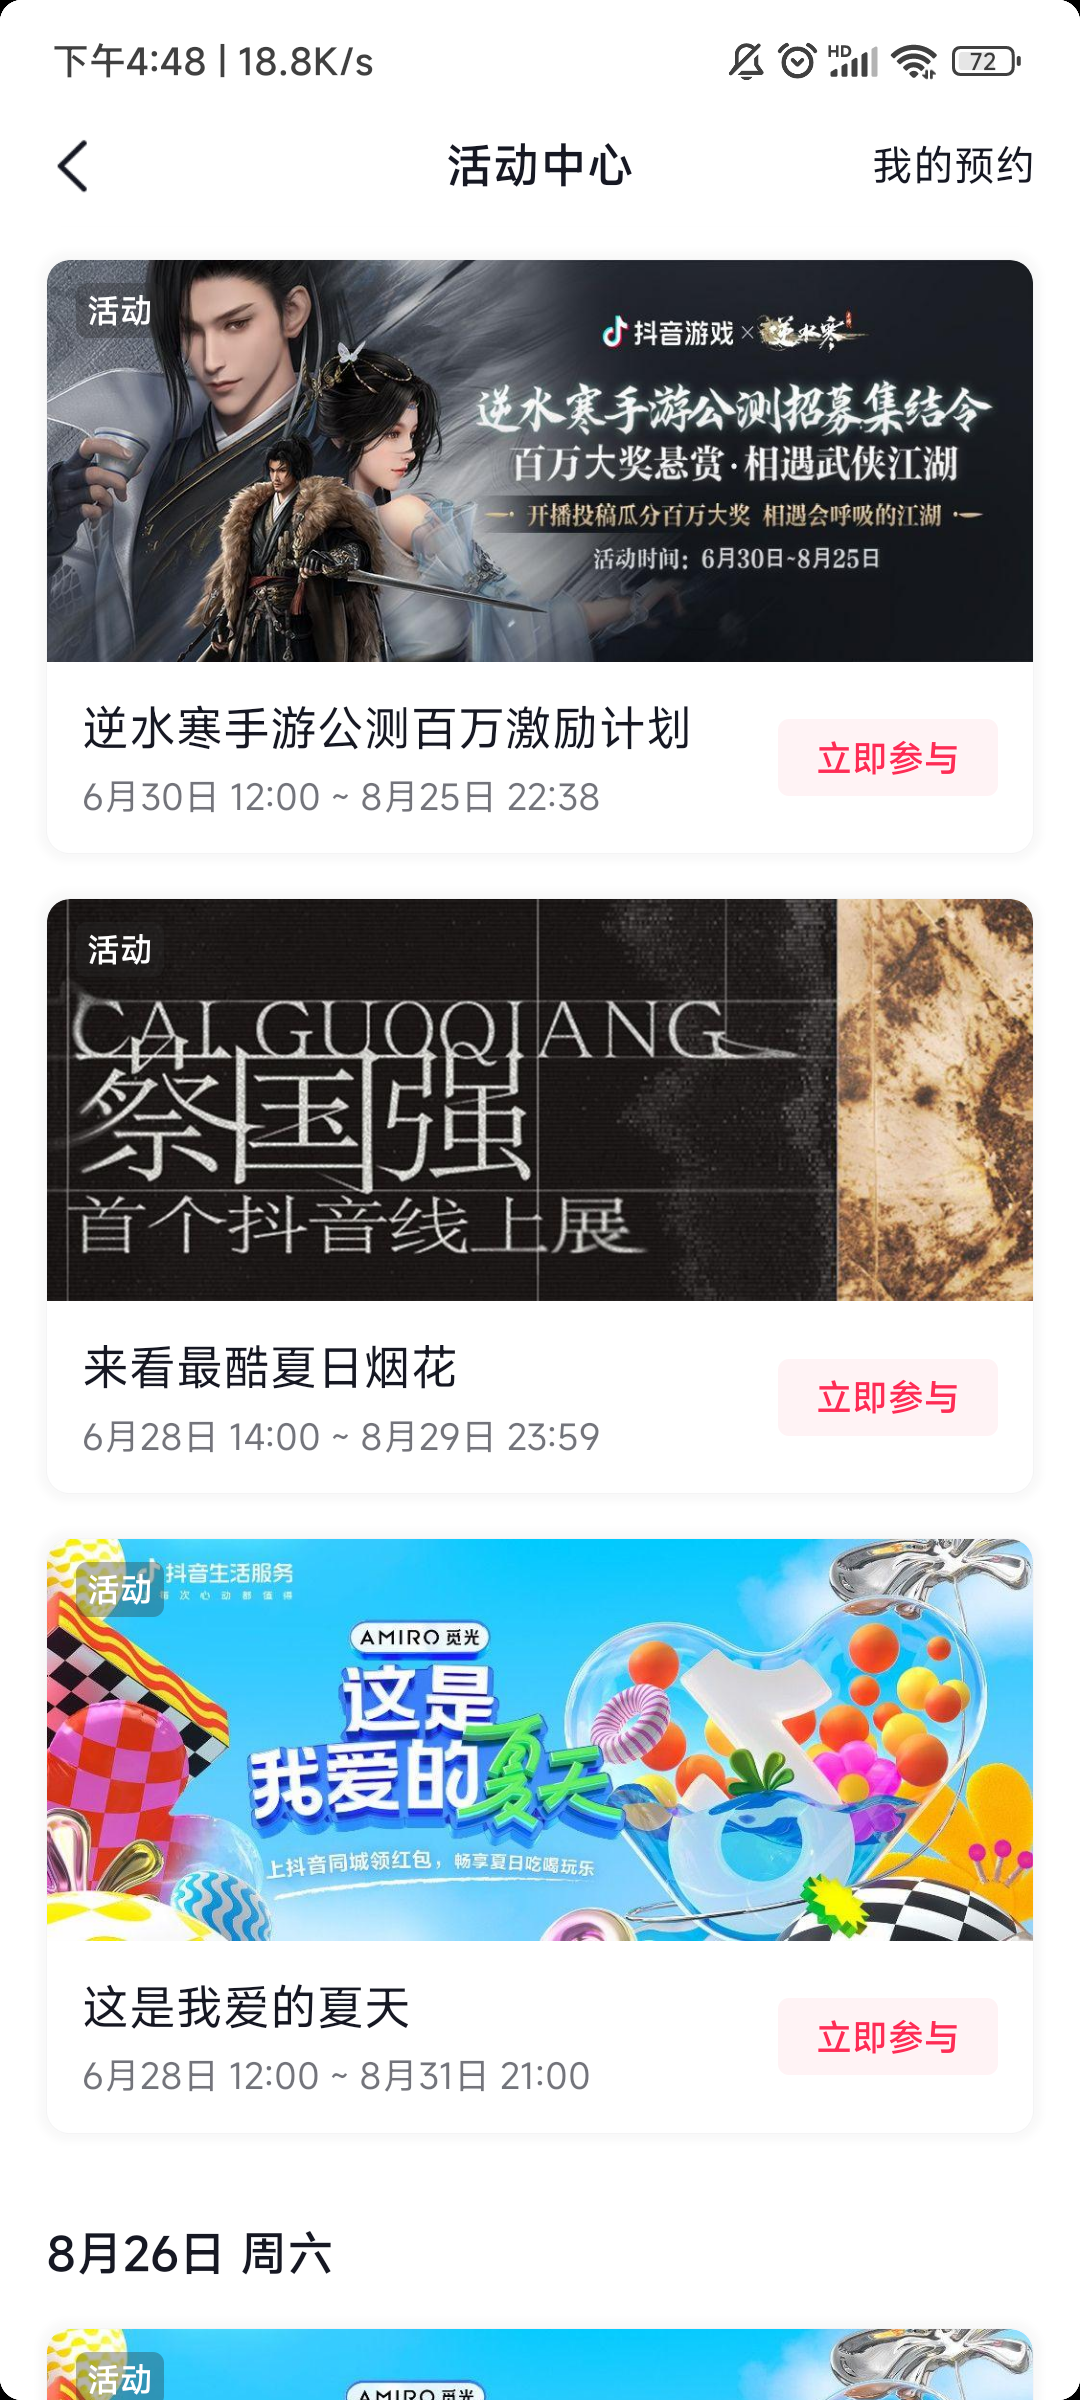 下午4:48 | 18.8K/s
HD
72
活动中心
我的预约
活动
抖音游戏×逆水寒
逆水寒手游公测招募集结令
百万大奖悬赏·相遇武侠江湖
开播投稿瓜分百万大奖 相遇会呼吸的江湖
活动时间：6月30日~8月25日
逆水寒手游公测百万激励计划
6月30日 12:00 ~ 8月25日 22:38
立即参与
活动
CAI GUOQIANG
蔡国强
首个抖音线上展
来看最酷夏日烟花
6月28日 14:00 ~ 8月29日 23:59
立即参与
活动
抖音生活服务
次心动都值得
AMIRO 觅光
这是
我爱的夏天
上抖音同城领红包，畅享夏日吃喝玩乐
这是我爱的夏天
6月28日 12:00 ~ 8月31日 21:00
立即参与
8月26日 周六
活动
AMIRO 觅光